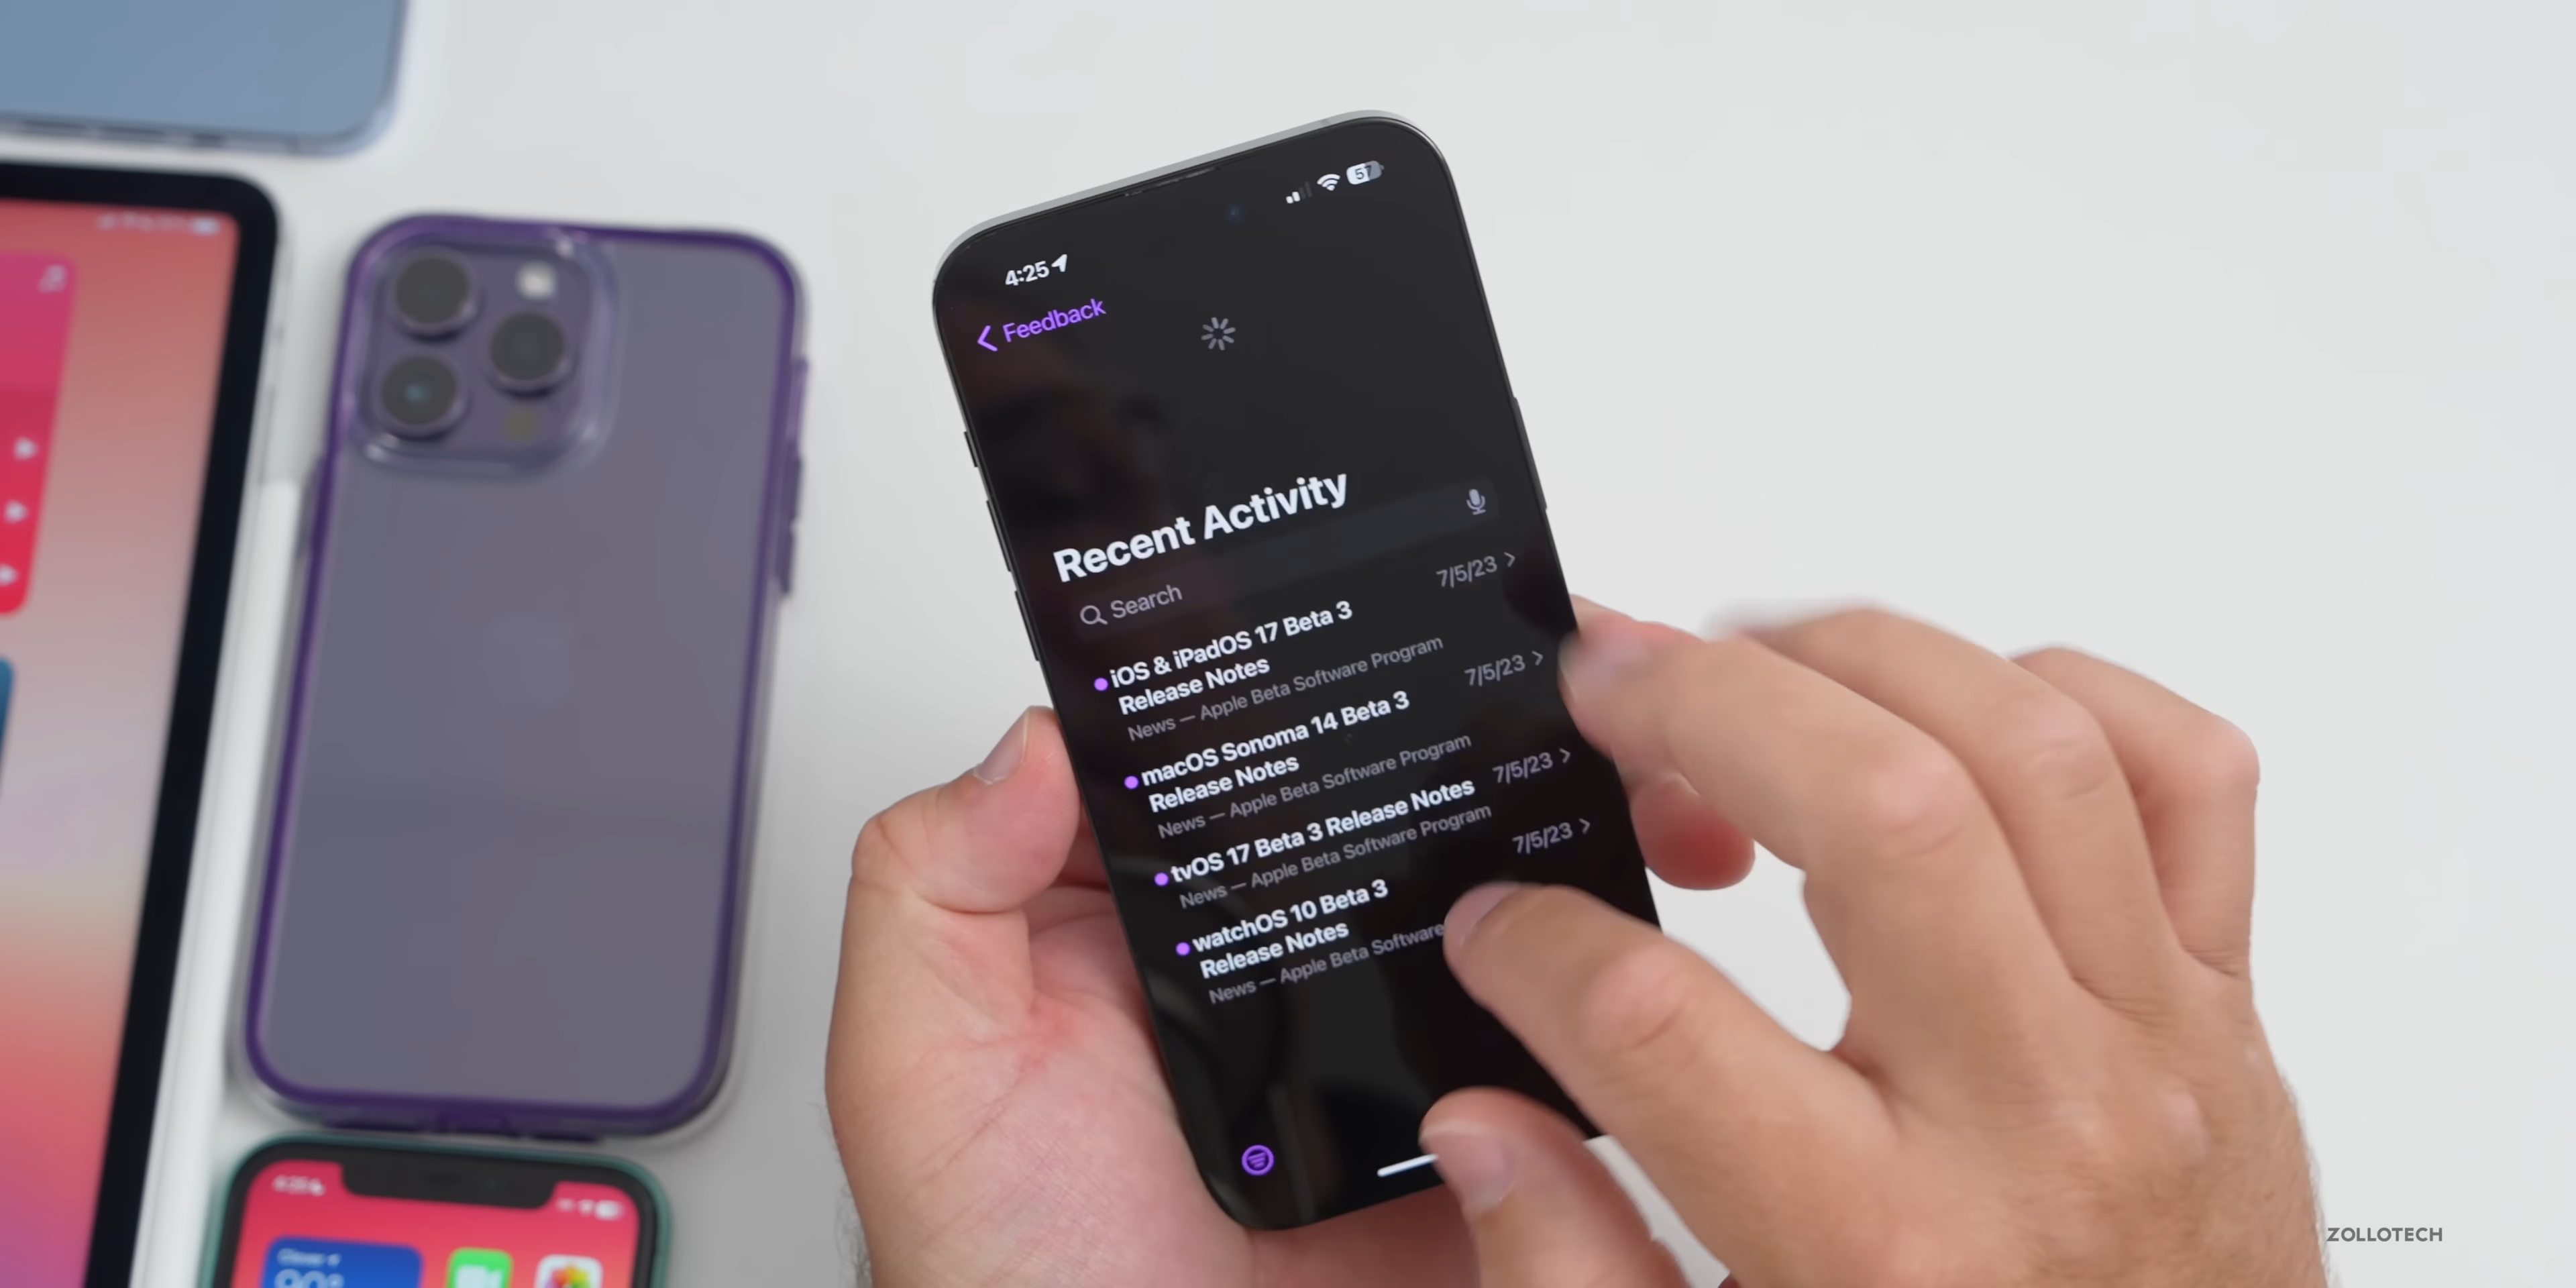 57
4:25
Feedback
Recent Activity
Search
7/5/23
iOS & iPadOS 17 Beta 3
Release Notes
News — Apple Beta Software Program
7/5/23
macOS Sonoma 14 Beta 3
Release Notes
News — Apple Beta Software Program
7/5/23
tvOS 17 Beta 3 Release Notes
News — Apple Beta Software Program
7/5/23
watchOS 10 Beta 3
Release Notes
News — Apple Beta Software
ZOLLOTECH